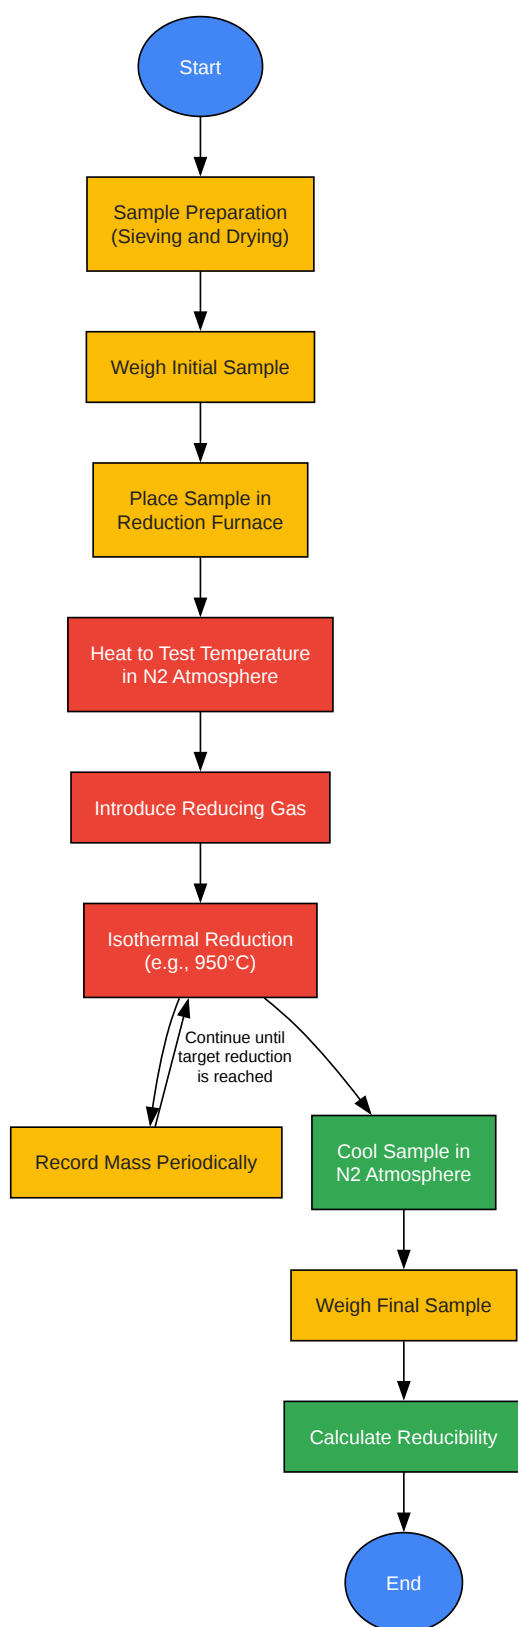 Start
Sample Preparation
(Sieving and Drying)
Weigh Initial Sample
Place Sample in
Reduction Furnace
Heat to Test Temperature
in N2 Atmosphere
Introduce Reducing Gas
Isothermal Reduction
(e.g., 950°C)
Continue until
target reduction
is reached
Record Mass Periodically
Cool Sample in
N2 Atmosphere
Weigh Final Sample
Calculate Reducibility
End